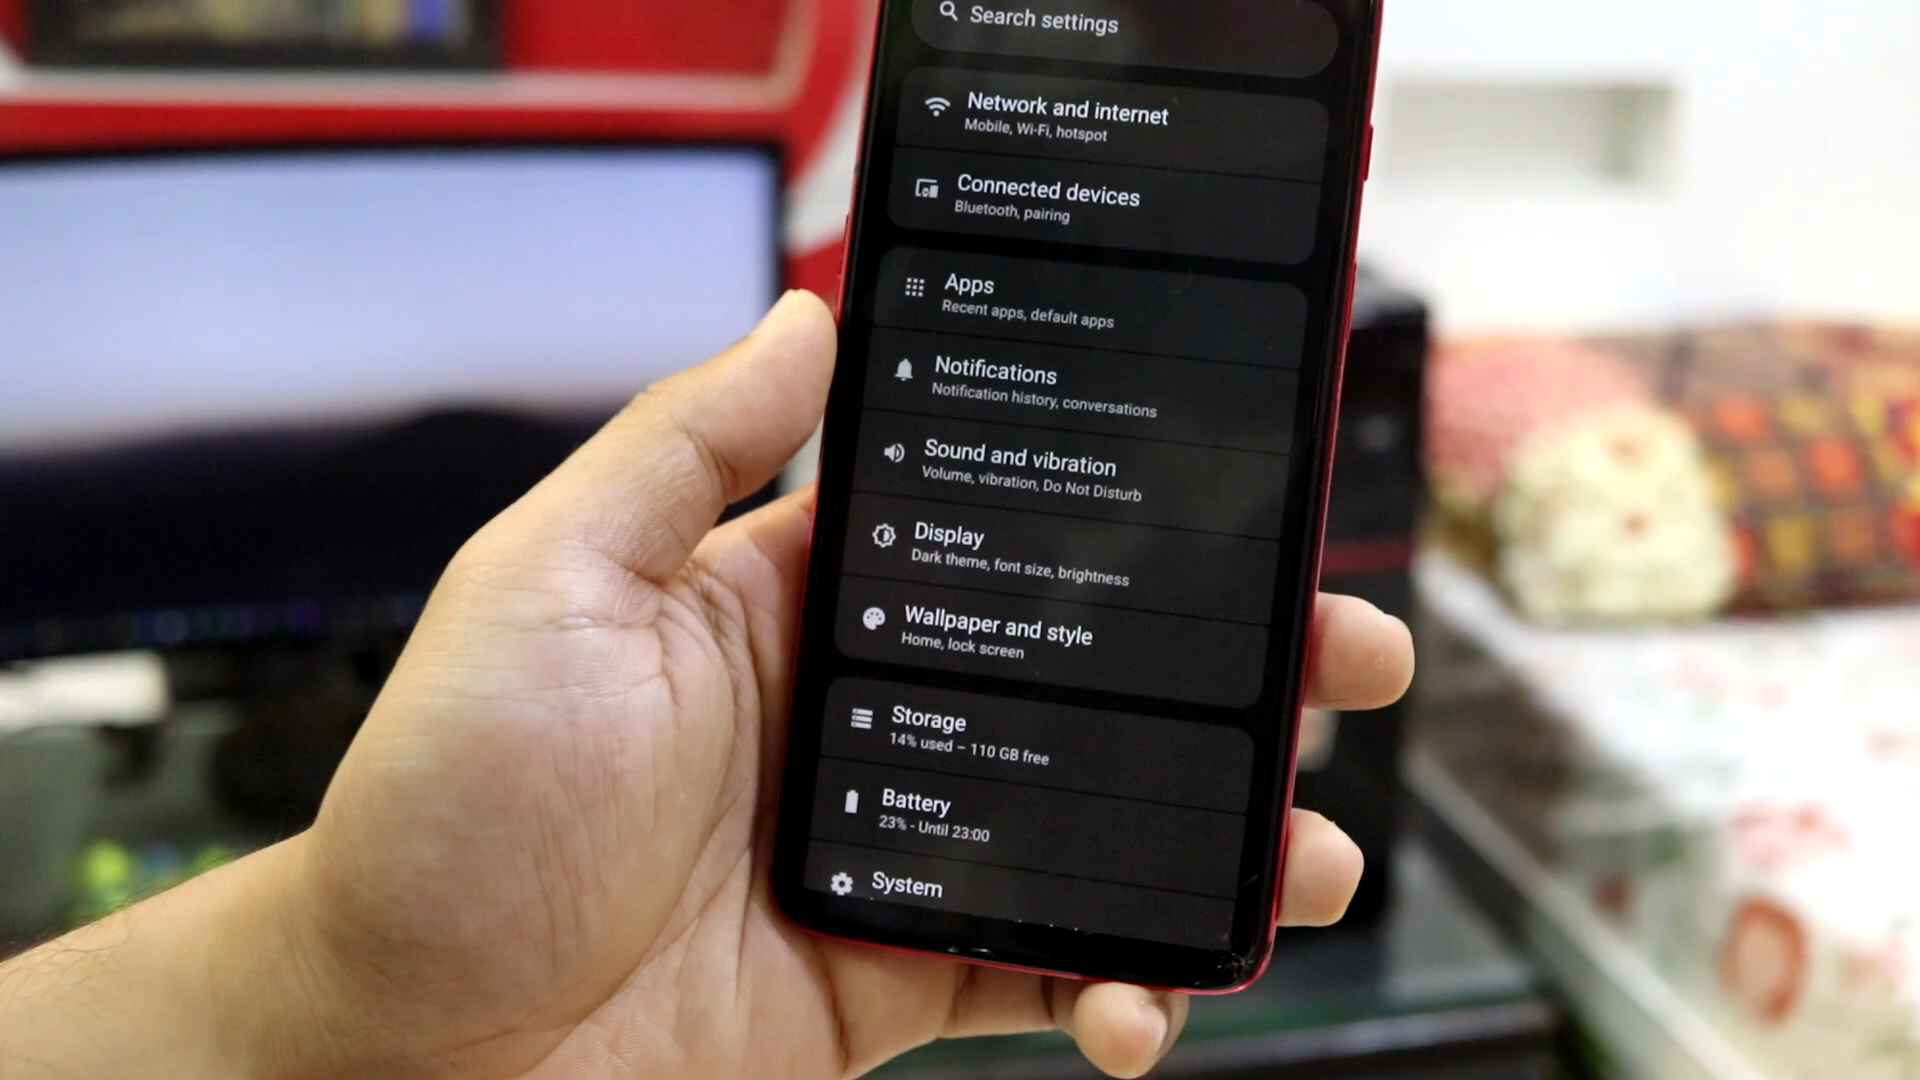 Search settings
Network and internet
Mobile, Wi-Fi, hotspot
Connected devices
Bluetooth, pairing
Apps
Recent apps, default apps
Notifications
Notification history, conversations
Sound and vibration
Volume, vibration, Do Not Disturb
Display
Dark theme, font size, brightness
Wallpaper and style
Home, lock screen
Storage
14% used – 110 GB free
Battery
23% - Until 23:00
System